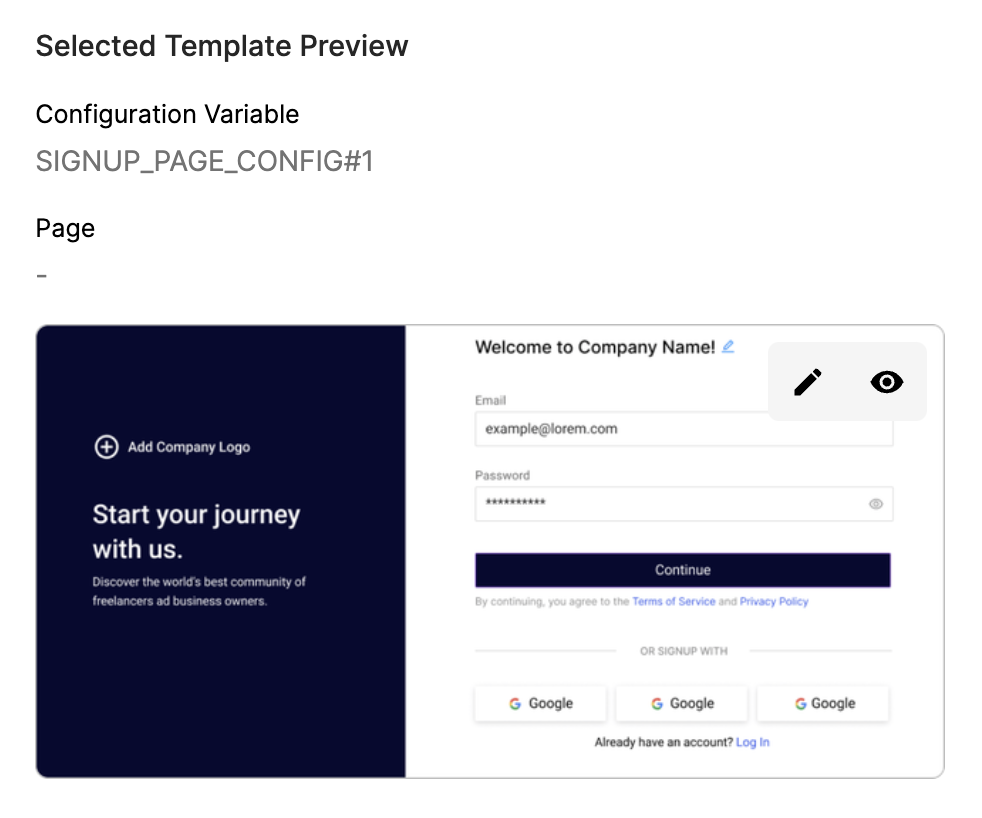 Selected Template Preview
Configuration Variable
SIGNUP_PAGE_CONFIG#1
Page
-
Add Company Logo
Start your journey
with us.
Discover the world's best community of
freelancers ad business owners.
Welcome to Company Name!
Email
example@lorem.com
Password
**********
Continue
By continuing, you agree to the Terms of Service and Privacy Policy
OR SIGNUP WITH
Google Google Google
Already have an account? Log In